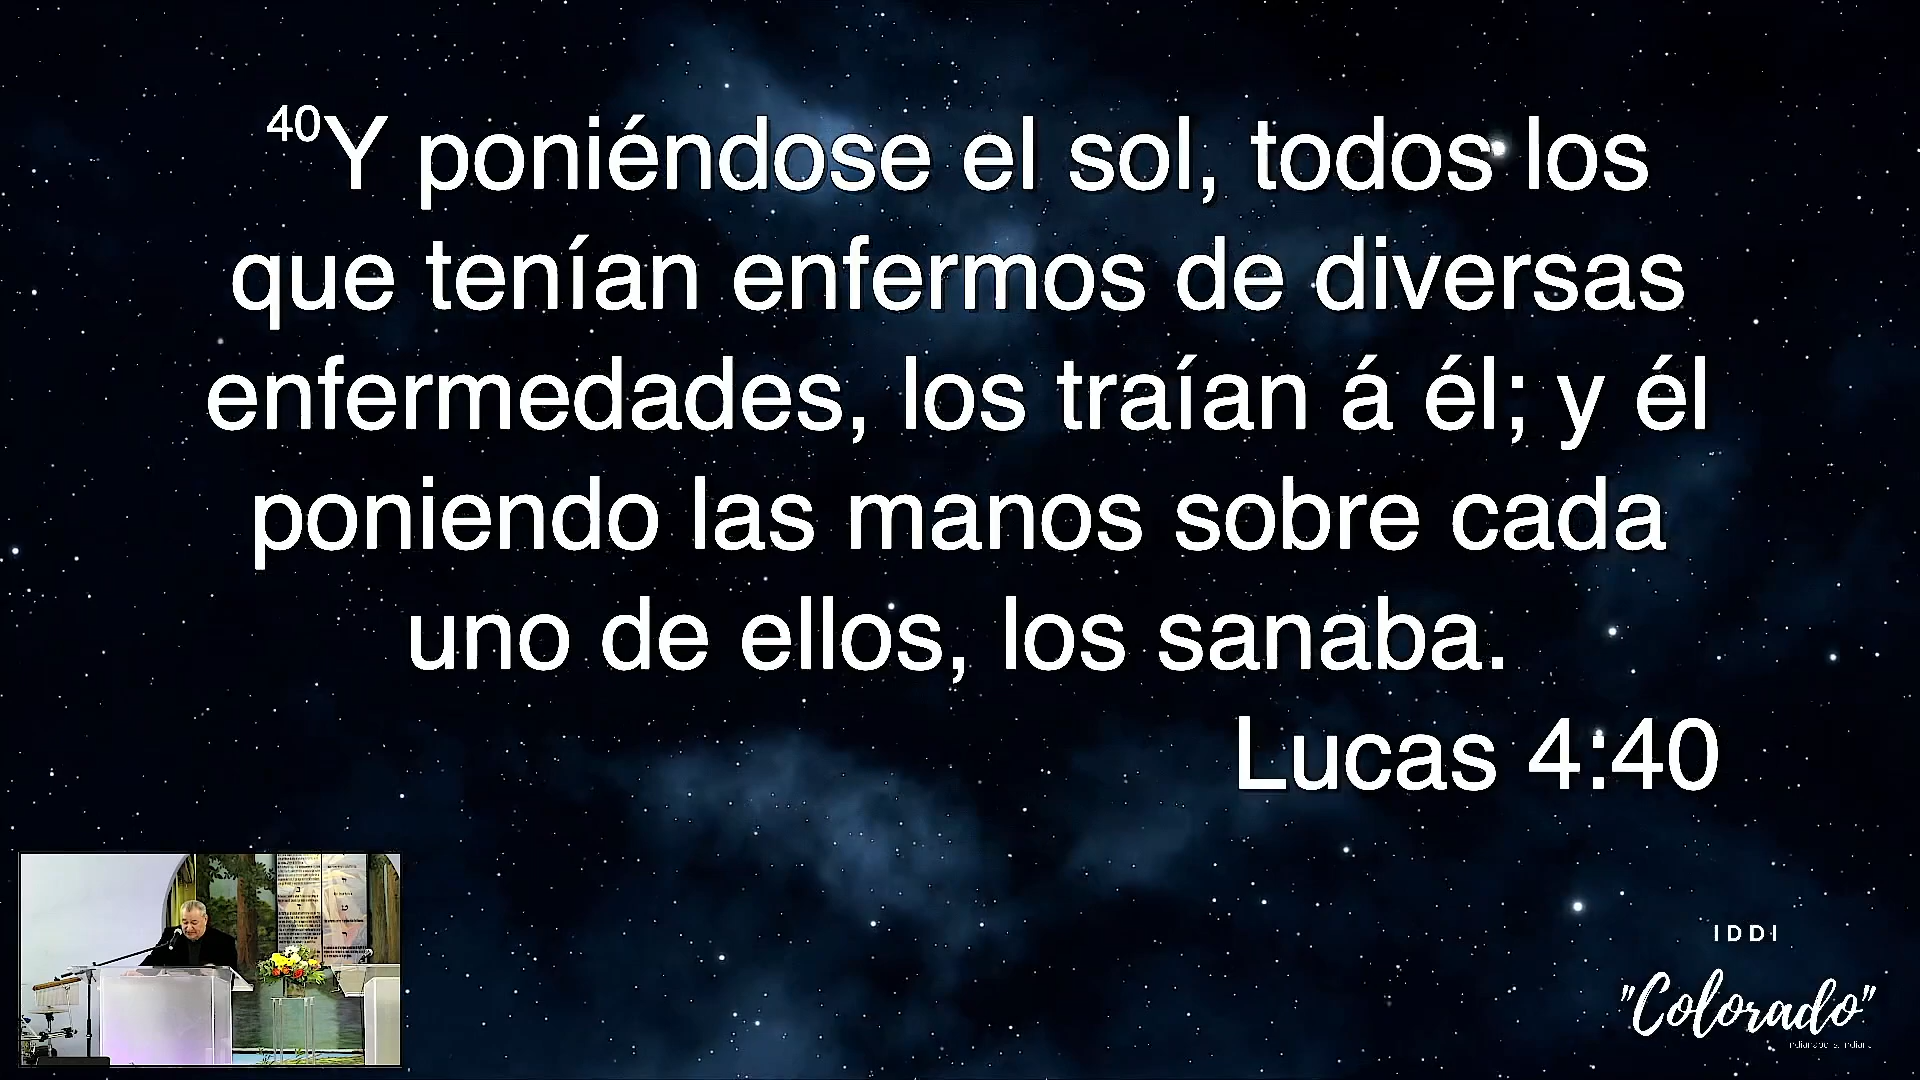 40Y poniéndose el sol, todos los
que tenían enfermos de diversas
enfermedades, los traían á él; y él
poniendo las manos sobre cada
uno de ellos, los sanaba.
Lucas 4:40
IDDI
"Colorado"